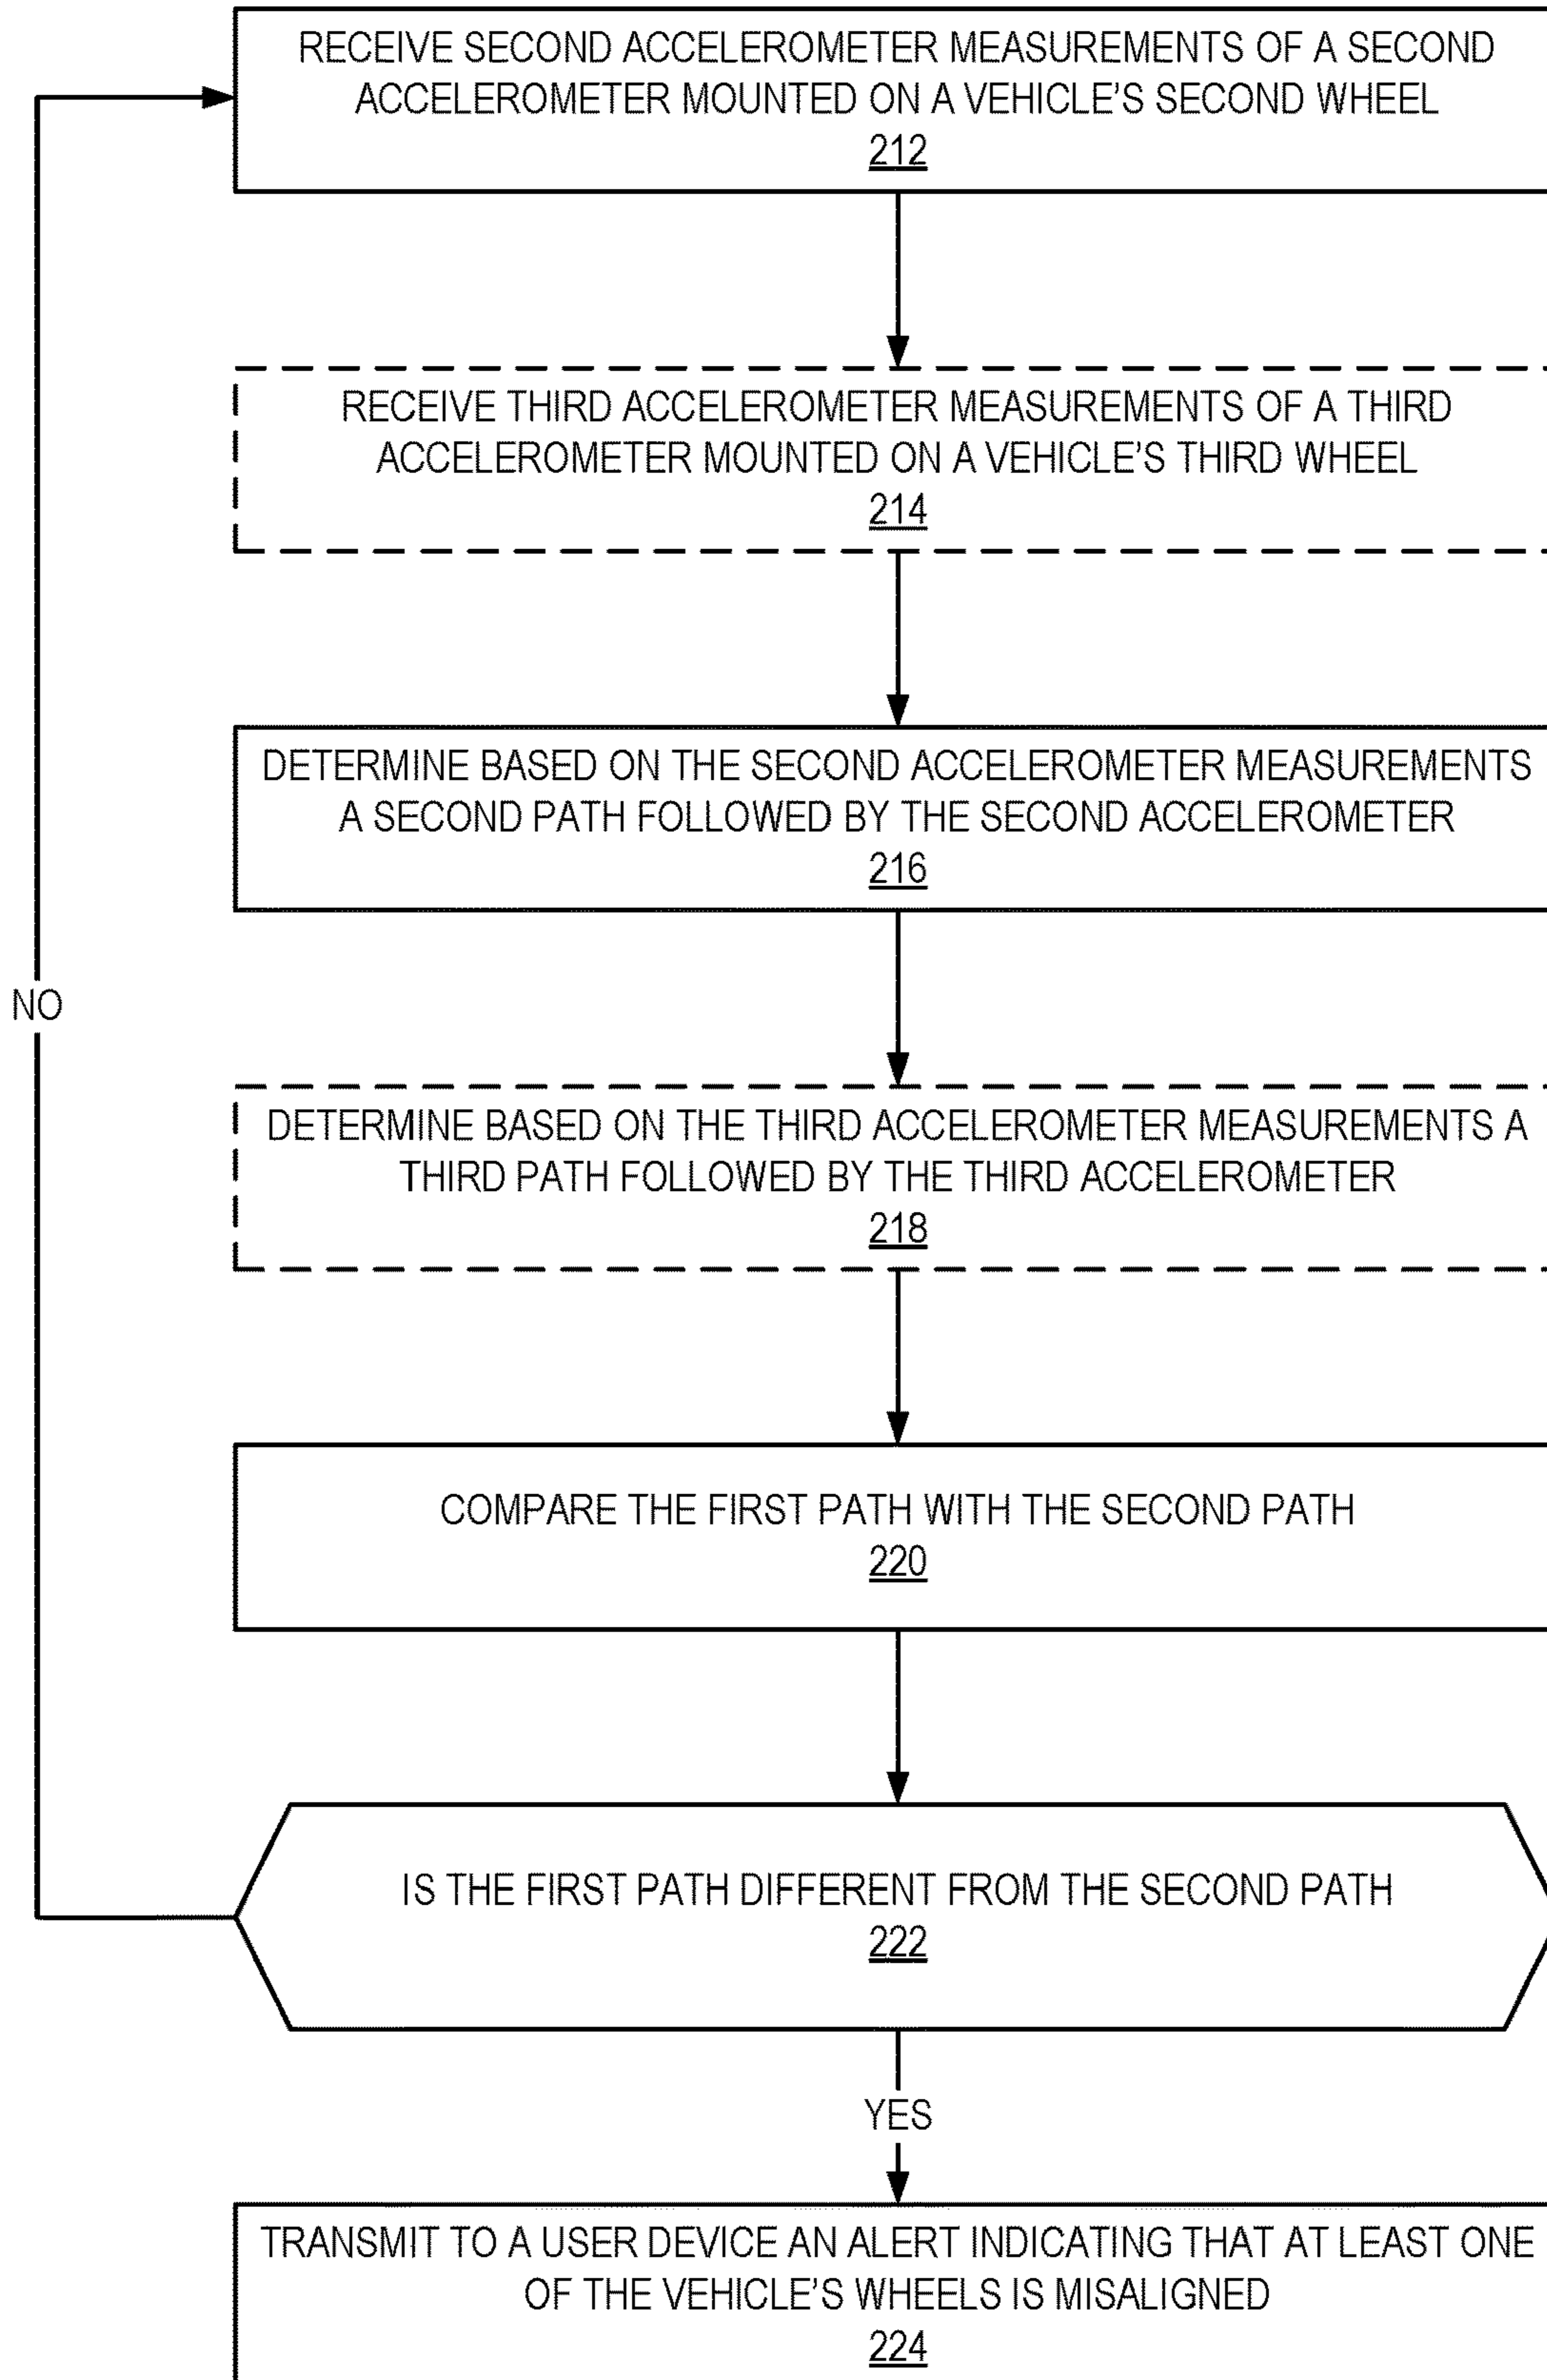 RECEIVE SECOND ACCELEROMETER MEASUREMENTS OF A SECOND
ACCELEROMETER MOUNTED ON A VEHICLE'S SECOND WHEEL
212
RECEIVE THIRD ACCELEROMETER MEASUREMENTS OF A THIRD
ACCELEROMETER MOUNTED ON A VEHICLE'S THIRD WHEEL
214
DETERMINE BASED ON THE SECOND ACCELEROMETER MEASUREMENTS
A SECOND PATH FOLLOWED BY THE SECOND ACCELEROMETER
216
NO
DETERMINE BASED ON THE THIRD ACCELEROMETER MEASUREMENTS A
THIRD PATH FOLLOWED BY THE THIRD ACCELEROMETER
218
COMPARE THE FIRST PATH WITH THE SECOND PATH
220
IS THE FIRST PATH DIFFERENT FROM THE SECOND PATH
222
YES
TRANSMIT TO A USER DEVICE AN ALERT INDICATING THAT AT LEAST ONE
OF THE VEHICLE'S WHEELS IS MISALIGNED
224